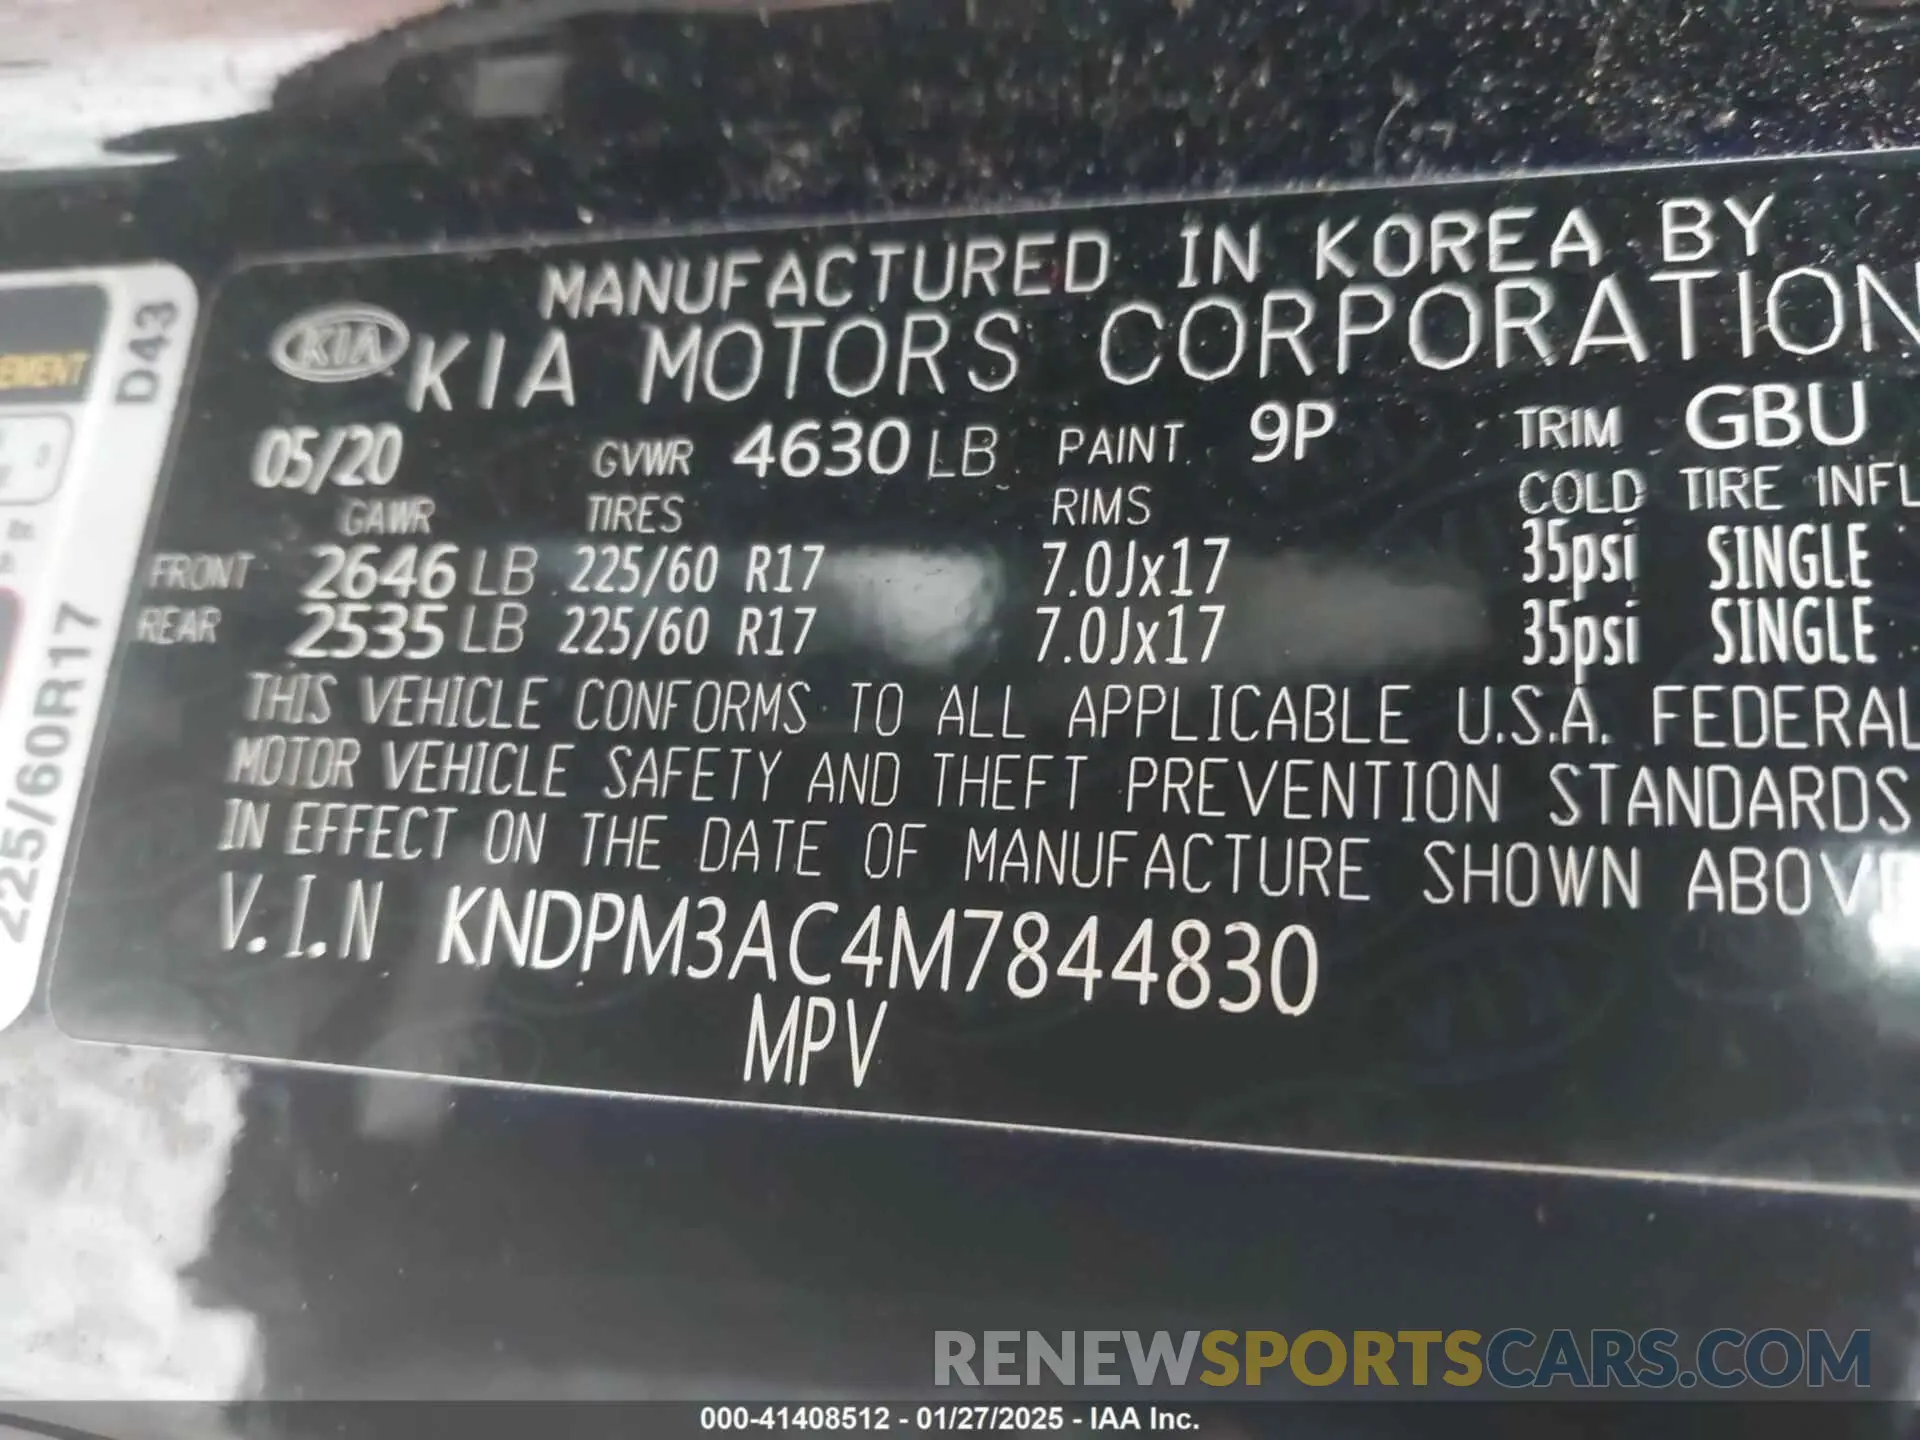 MANUFACTURED IN KOREA BY
KIA KIA MOTORS CORPORATION
05/20 GVWR 4630 LB PAINT 9P TRIM GBU
GAWR TIRES RIMS COLD TIRE INFL
FRONT 2646 LB 225/60 R17 7.0Jx17 35psi SINGLE
REAR 2535 LB 225/60 R17 7.0Jx17 35psi SINGLE
THIS VEHICLE CONFORMS TO ALL APPLICABLE U.S.A. FEDERAL
MOTOR VEHICLE SAFETY AND THEFT PREVENTION STANDARDS
IN EFFECT ON THE DATE OF MANUFACTURE SHOWN ABOVE
V.I.N KNDPM3AC4M7844830
MPV
D43
EMENT
225/60R17
RENEWSPORTSCARS.COM
000-41408512 - 01/27/2025 - IAA Inc.